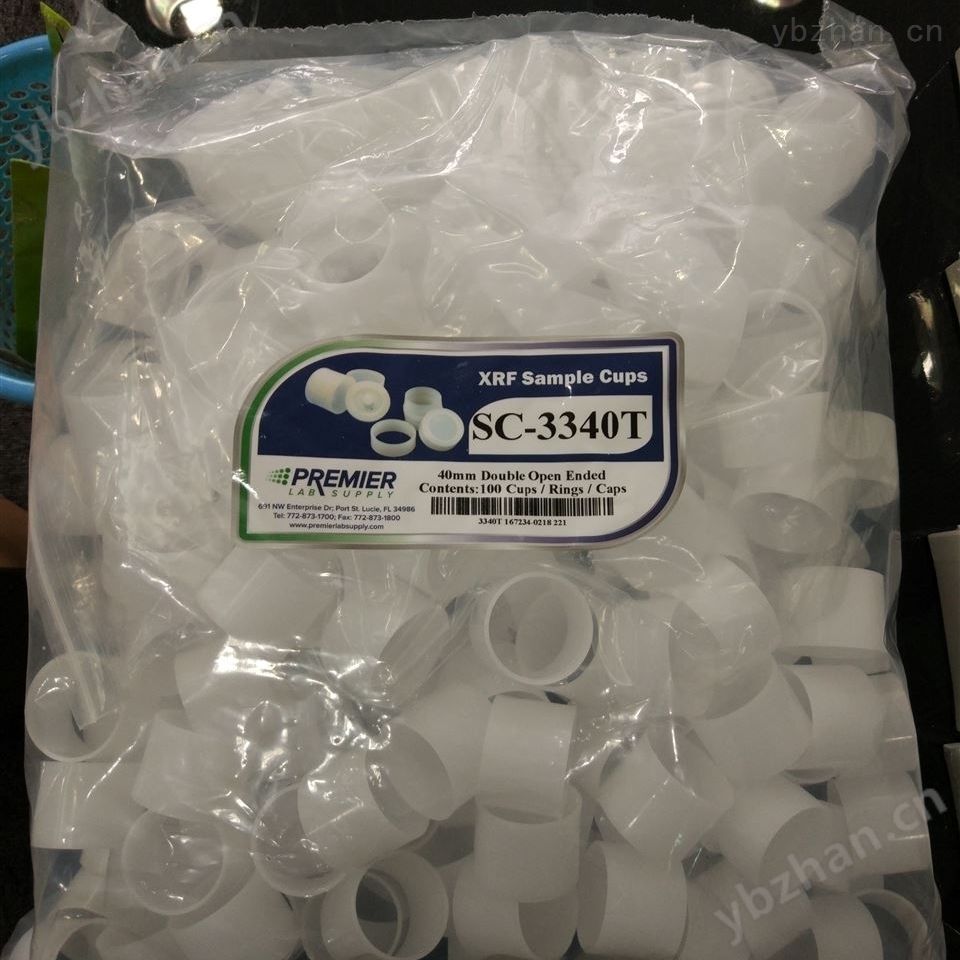 ybzhan.cn
ybzhan.cn
XRF Sample Cups
SC-3340T
PREMIER
LAB SUPPLY
40mm Double Open Ended
Contents:100 Cups / Rings / Caps
691 NW Enterprise Dr; Port St. Lucie, FL 34986
Tel: 772-873-1700; Fax: 772-873-1800
www.premierlabsupply.com
3340T 167234-0218 221
ybzhan.cn